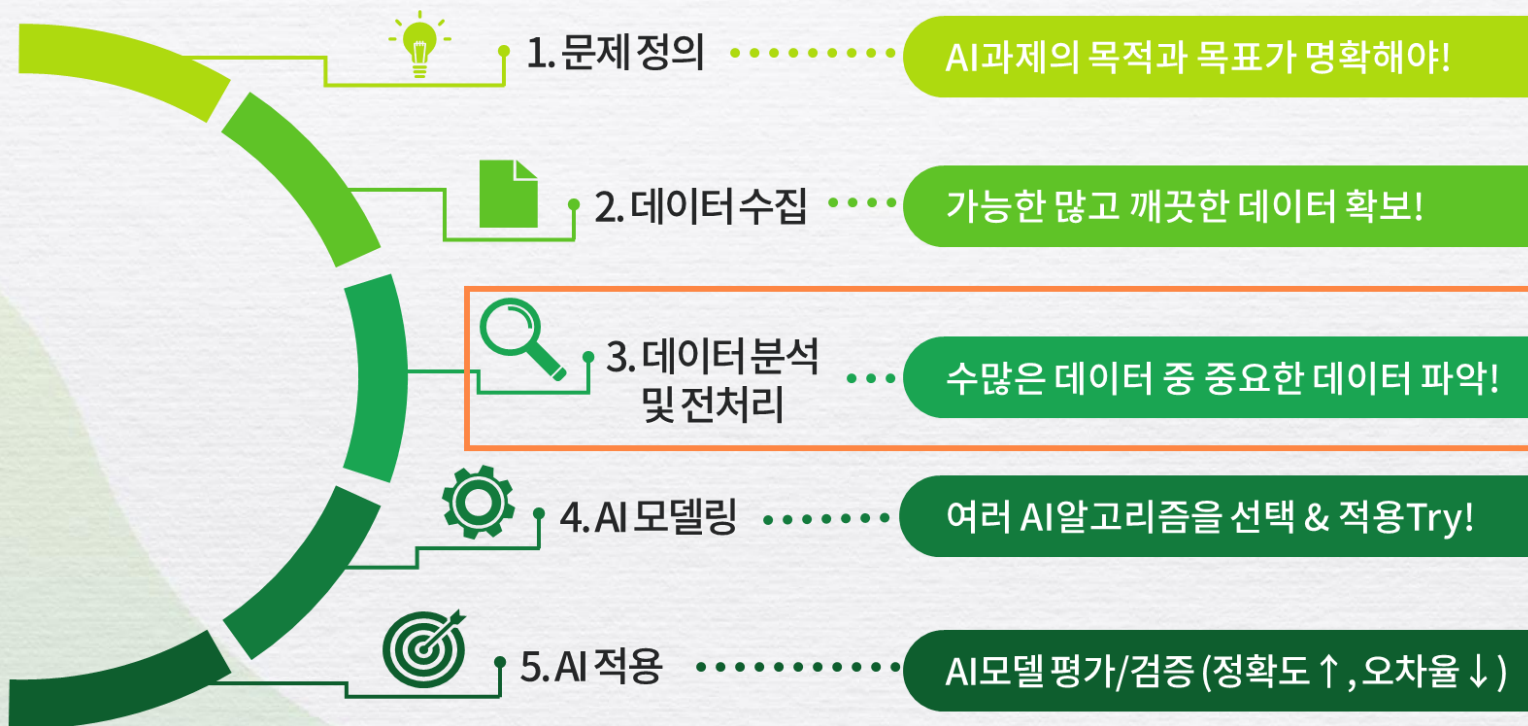 1. 문제 정의
AI과제의 목적과 목표가 명확해야!
2. 데이터 수집
가능한 많고 깨끗한 데이터 확보!
3. 데이터 분석
및 전처리
수많은 데이터 중 중요한 데이터 파악!
4. AI 모델링
여러 AI알고리즘을 선택 & 적용Try!
5. AI 적용
AI모델 평가/검증 (정확도 ↑, 오차율 ↓)